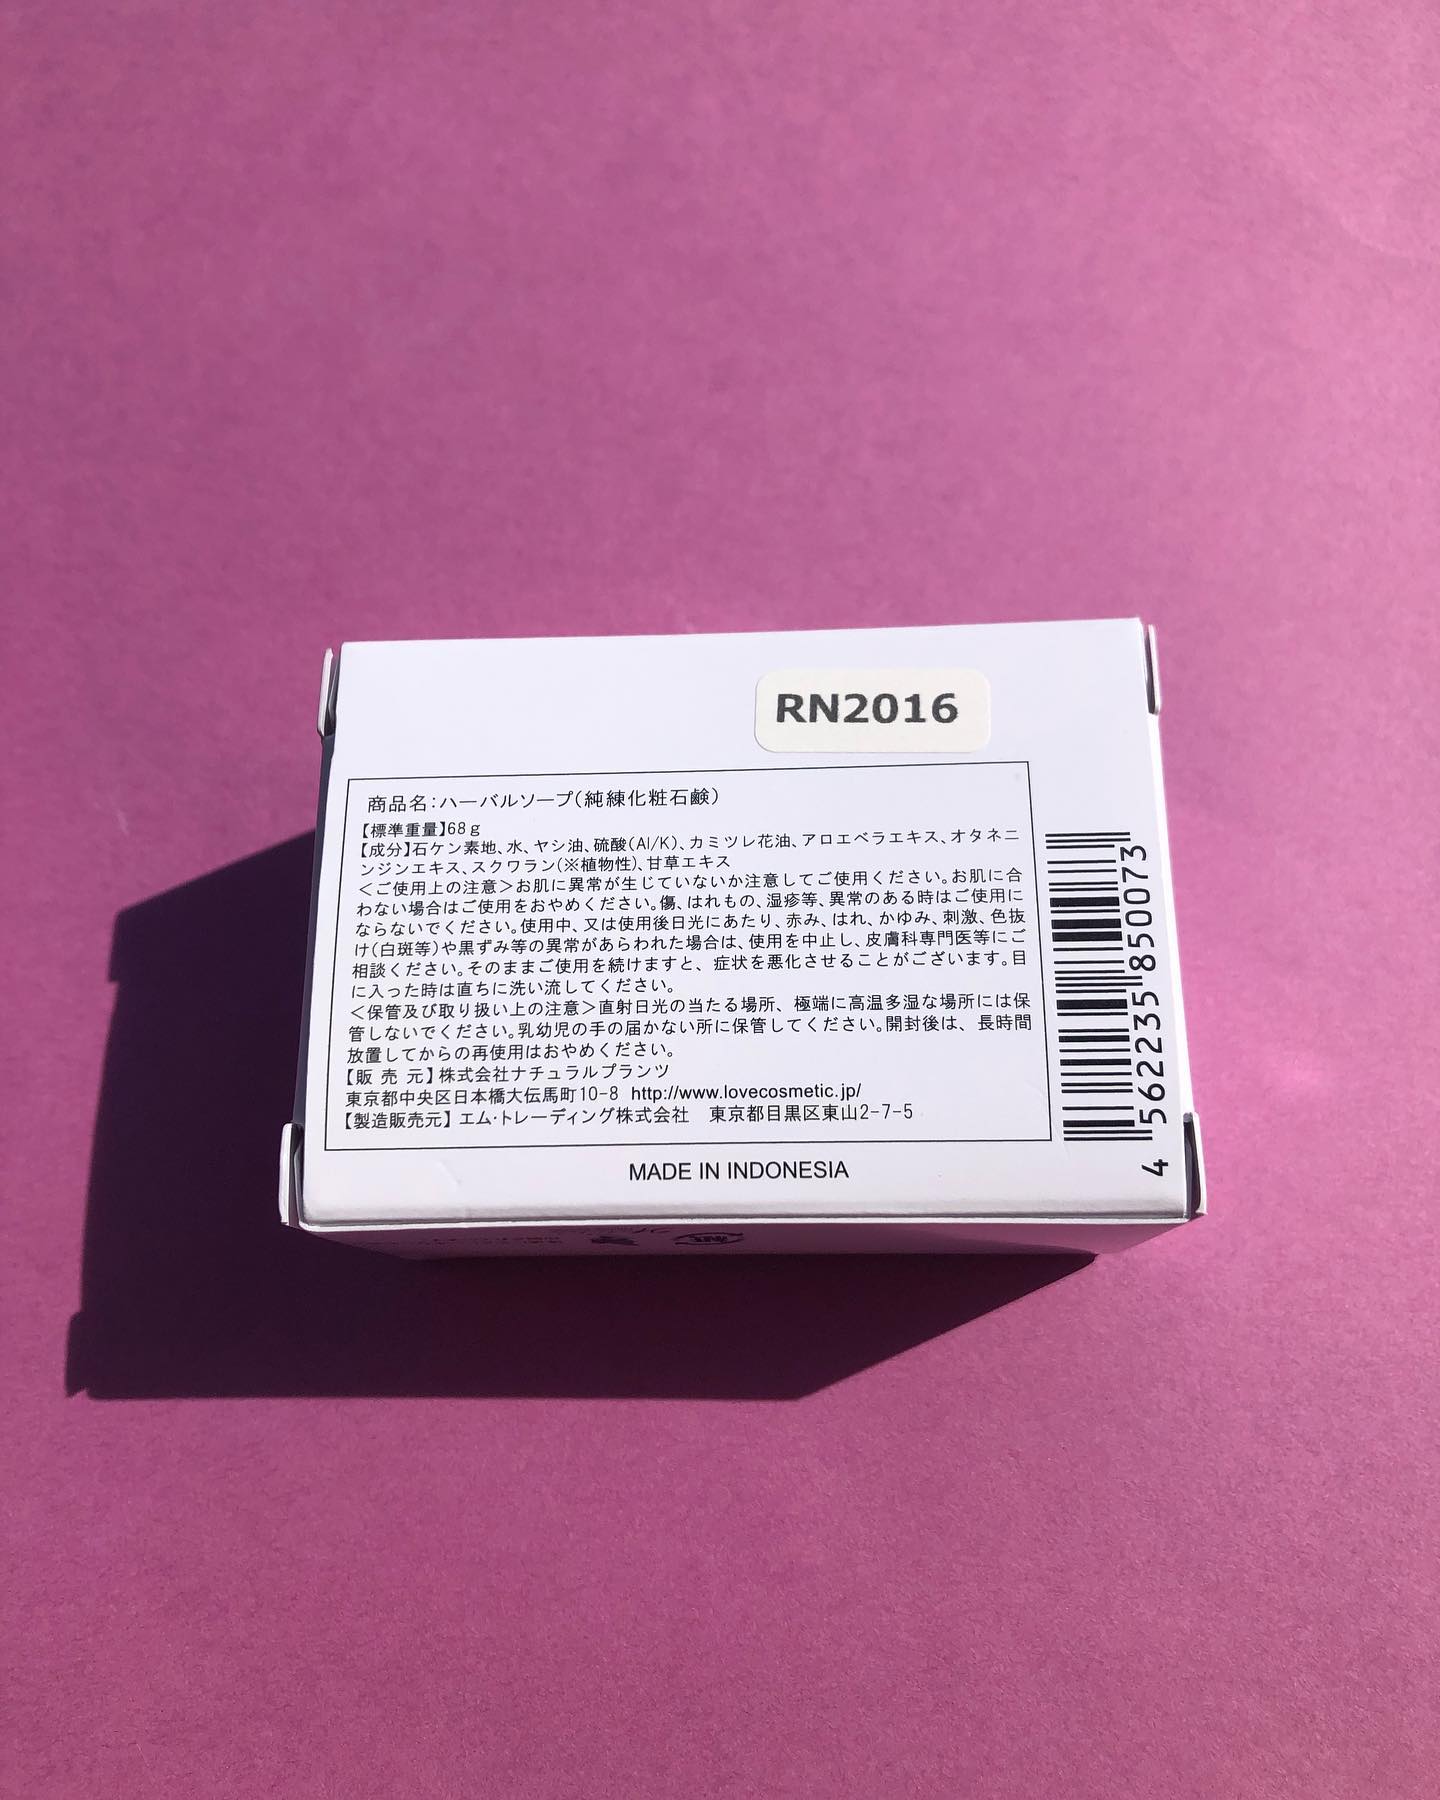 RN2016
商品名:ハーバルソープ(純練化粧石鹸)
【標準重量】68g
【成分】石ケン素地、水、ヤシ油、硫酸(Al/K)、カミツレ花油、アロエベラエキス、オタネニ
ンジンエキス、スクワラン(※植物性)、甘草エキス
<ご使用上の注意>お肌に異常が生じていないか注意してご使用ください。お肌に合
わない場合はご使用をおやめください。傷、はれもの、湿疹等、異常のある時はご使用に
ならないでください。使用中、又は使用後日光にあたり、赤み、はれ、かゆみ、刺激、色抜
け(白斑等)や黒ずみ等の異常があらわれた場合は、使用を中止し、皮膚科専門医等にご
相談ください。そのままご使用を続けますと、症状を悪化させることがございます。目
に入った時は直ちに洗い流してください。
<保管及び取り扱い上の注意>直射日光の当たる場所、極端に高温多湿な場所には保
管しないでください。乳幼児の手の届かない所に保管してください。開封後は、長時間
放置してからの再使用はおやめください。
【販 売 元】株式会社ナチュラルプランツ
東京都中央区日本橋大伝馬町10-8 http://www.lovecosmetic.jp/
【製造販売元】エム・トレーディング株式会社 東京都目黒区東山2-7-5
MADE IN INDONESIA
4 562235 850073